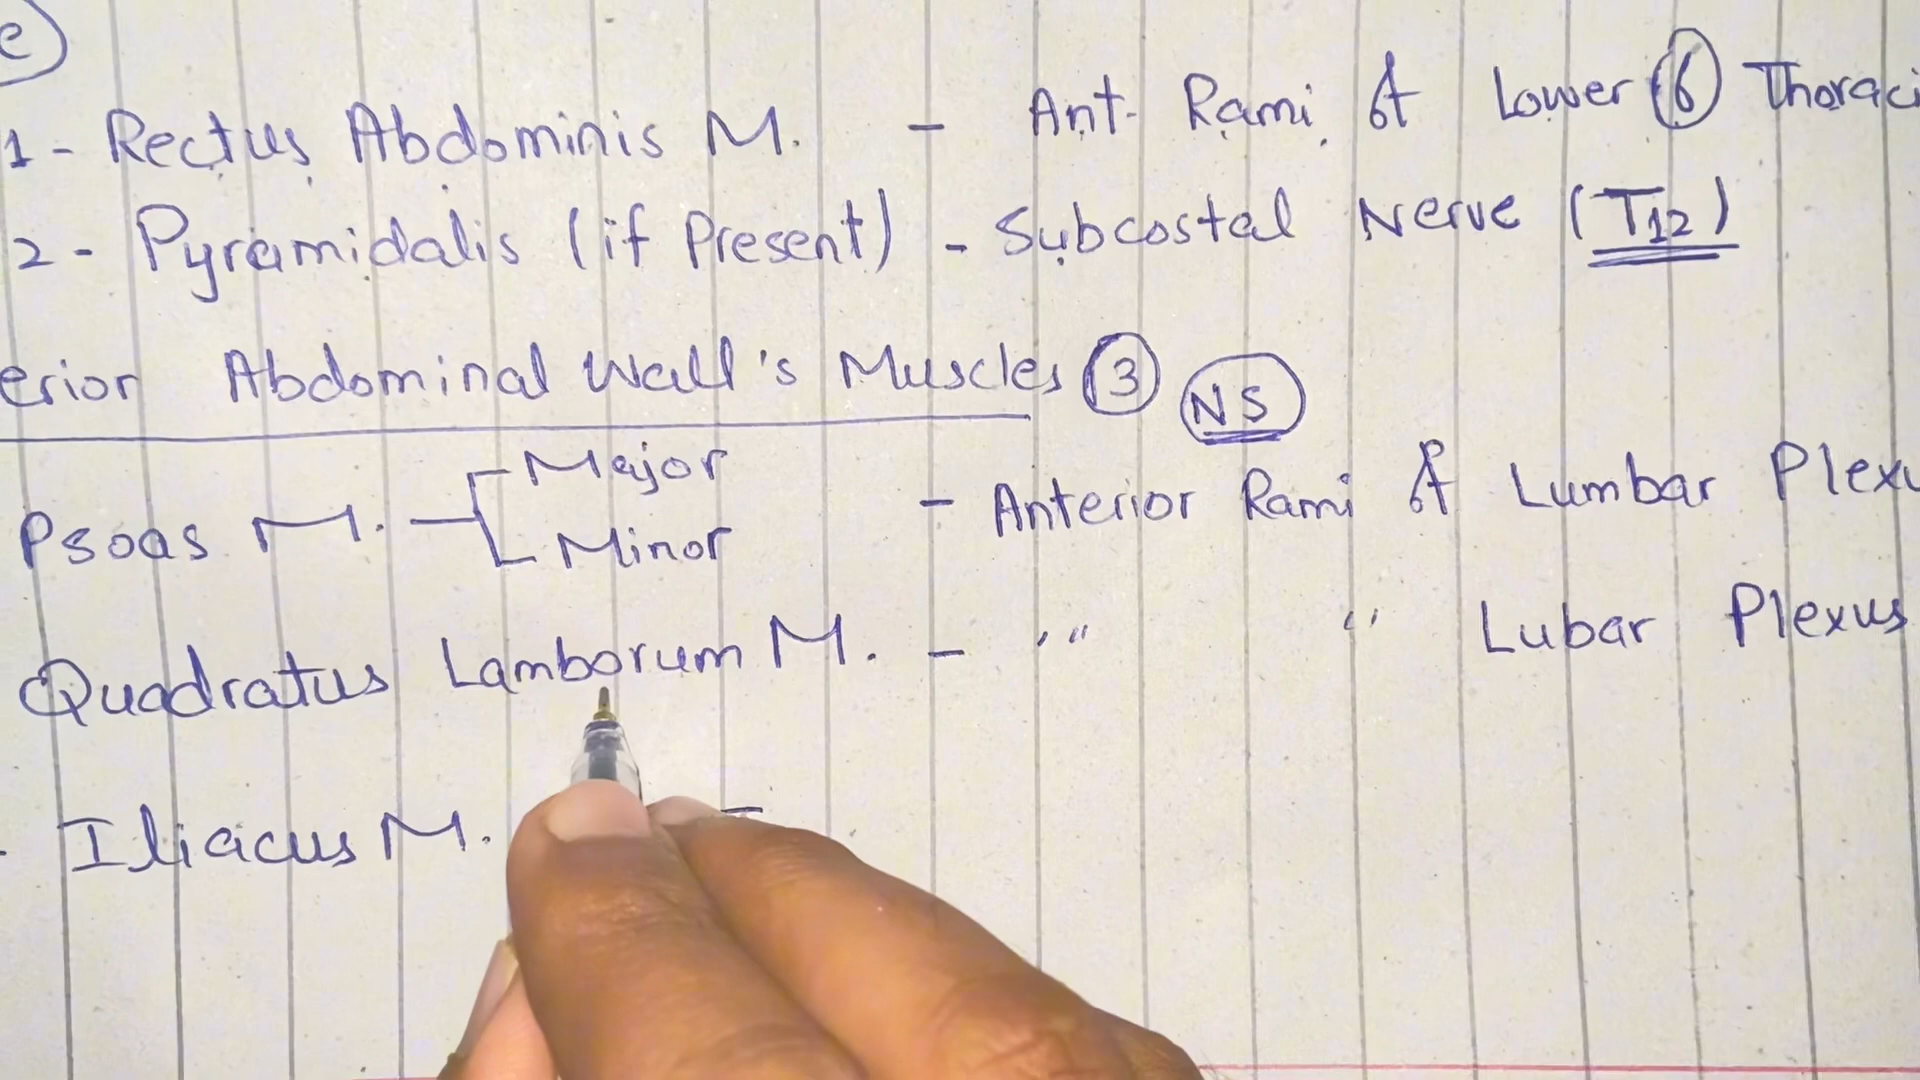 e
1 - Rectus Abdominis M. - Ant. Rami of Lower 6 Thoraci
2 - Pyramidalis (if Present) - Subcostal Nerve (T12)
erior Abdominal Wall's Muscles 3 NS
Psoas M. - Major
Minor - Anterior Rami of Lumbar Plexu
Quadratus Lamborum M. - " " Lubar Plexus
Iliacus M.